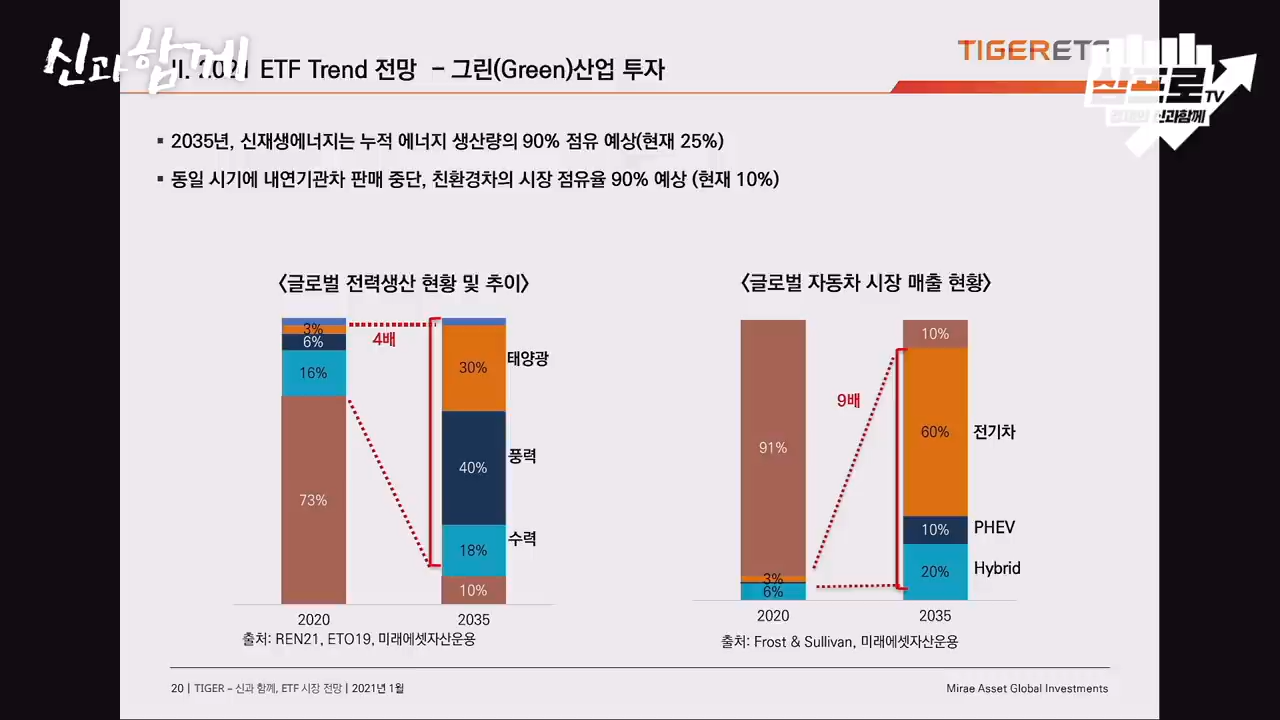 신과함께
II. 2021 ETF Trend 전망 - 그린(Green)산업 투자
TIGERETF
삼프로TV
경제의 신과함께
▪ 2035년, 신재생에너지는 누적 에너지 생산량의 90% 점유 예상(현재 25%)
▪ 동일 시기에 내연기관차 판매 중단, 친환경차의 시장 점유율 90% 예상 (현재 10%)
<글로벌 전력생산 현황 및 추이>
3%
6%
16%
73%
4배
30%
40%
18%
10%
태양광
풍력
수력
2020
2035
출처: REN21, ETO19, 미래에셋자산운용
<글로벌 자동차 시장 매출 현황>
91%
3%
6%
9배
10%
60%
10%
20%
전기차
PHEV
Hybrid
2020
2035
출처: Frost & Sullivan, 미래에셋자산운용
20 | TIGER – 신과 함께, ETF 시장 전망 | 2021년 1월
Mirae Asset Global Investments